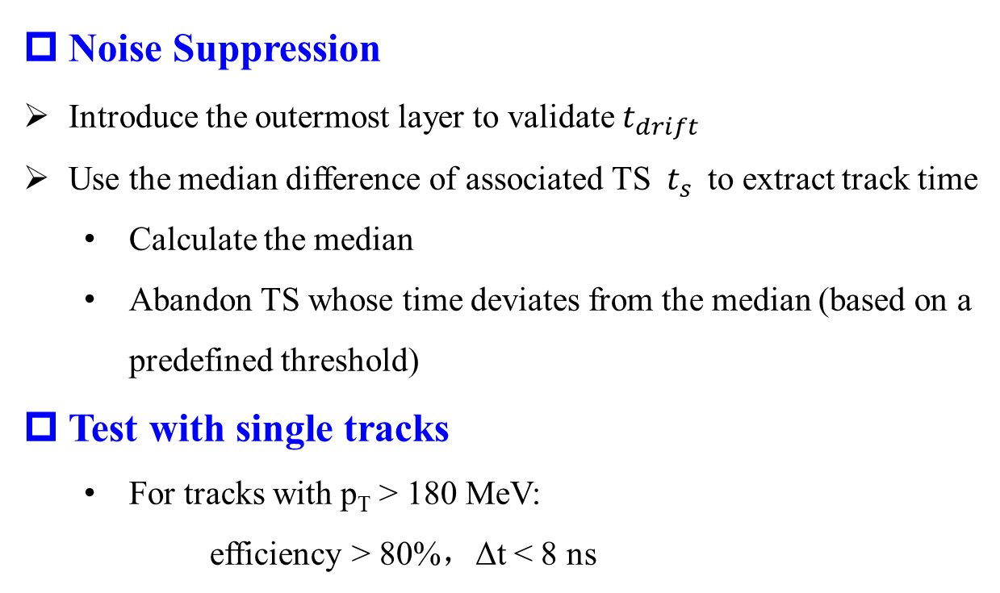 Noise Suppression
➢ Introduce the outermost layer to validate t_drift
➢ Use the median difference of associated TS t_s to extract track time
• Calculate the median
• Abandon TS whose time deviates from the median (based on a
predefined threshold)
Test with single tracks
• For tracks with p_T > 180 MeV:
efficiency > 80%，Δt < 8 ns